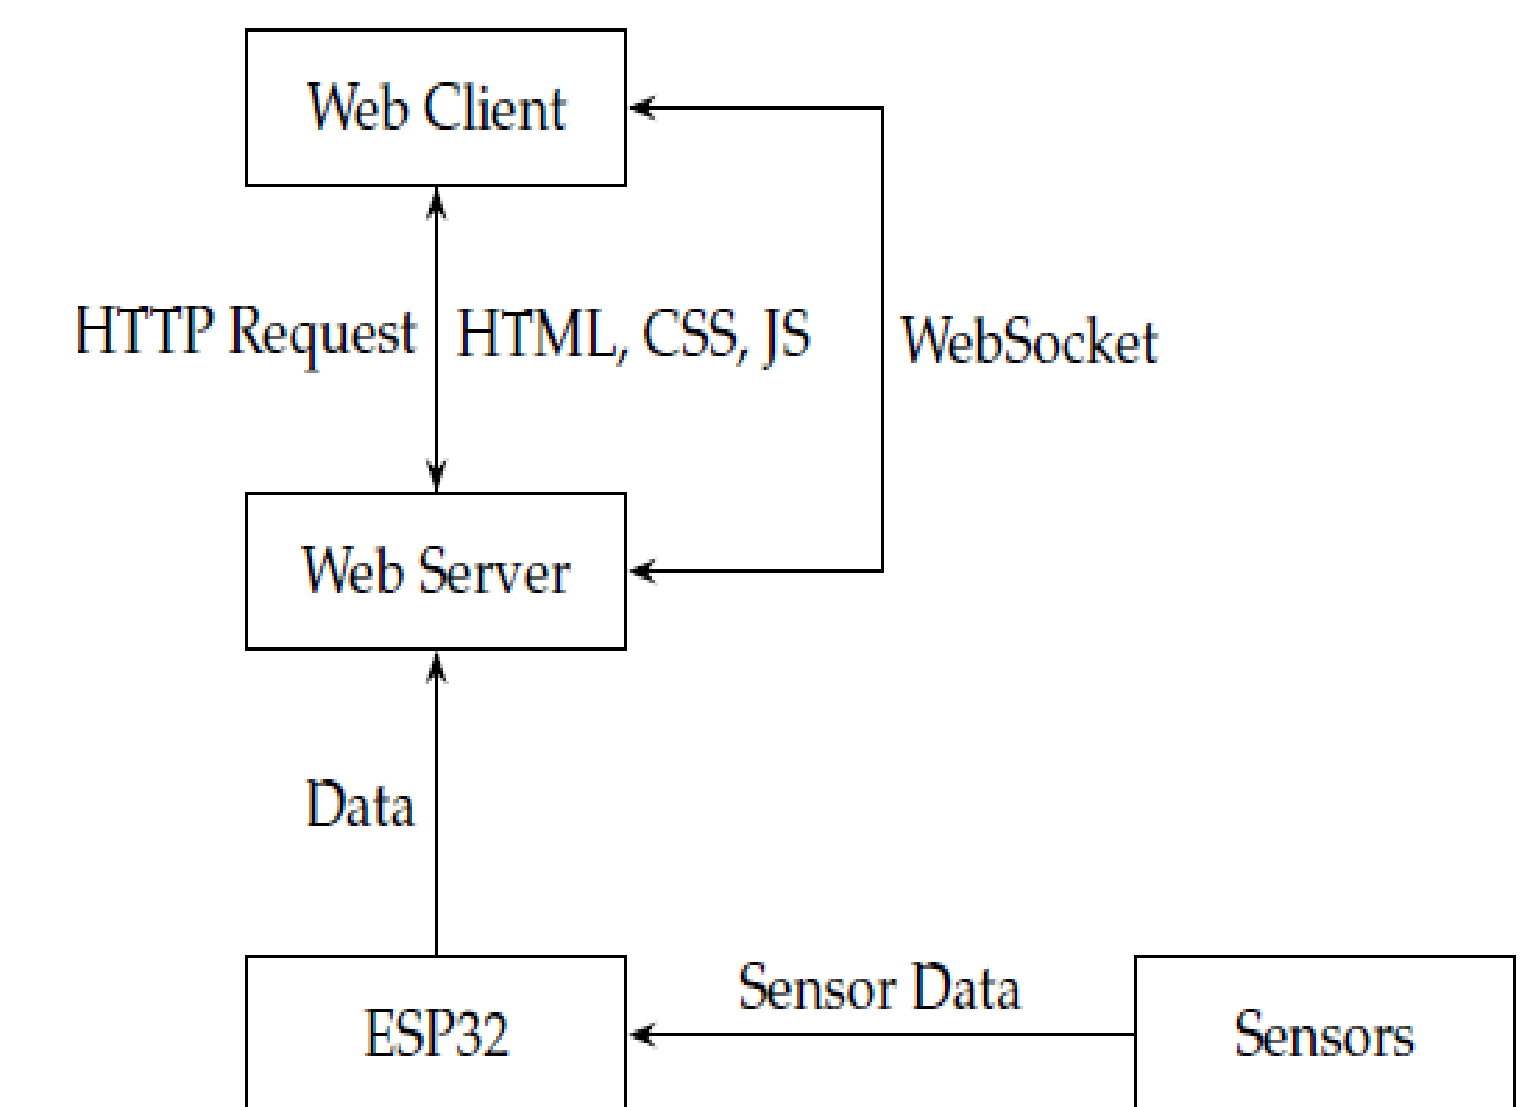 Web Client
HTTP Request
HTML, CSS, JS
WebSocket
Web Server
Data
Sensor Data
ESP32
Sensors